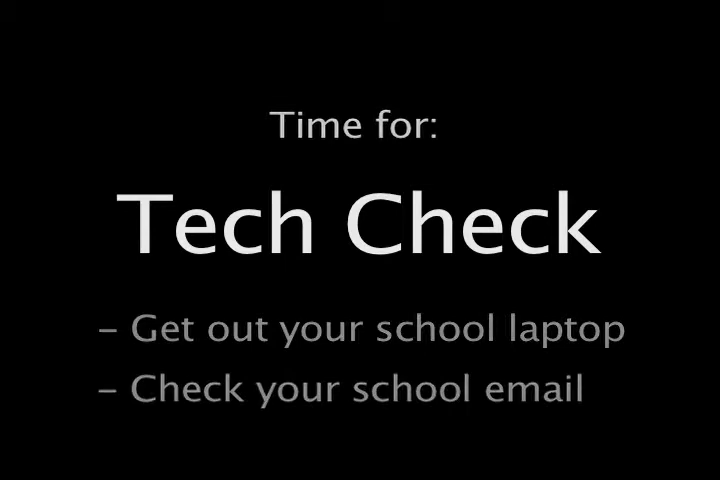 Time for:
Tech Check
- Get out your school laptop
- Check your school email